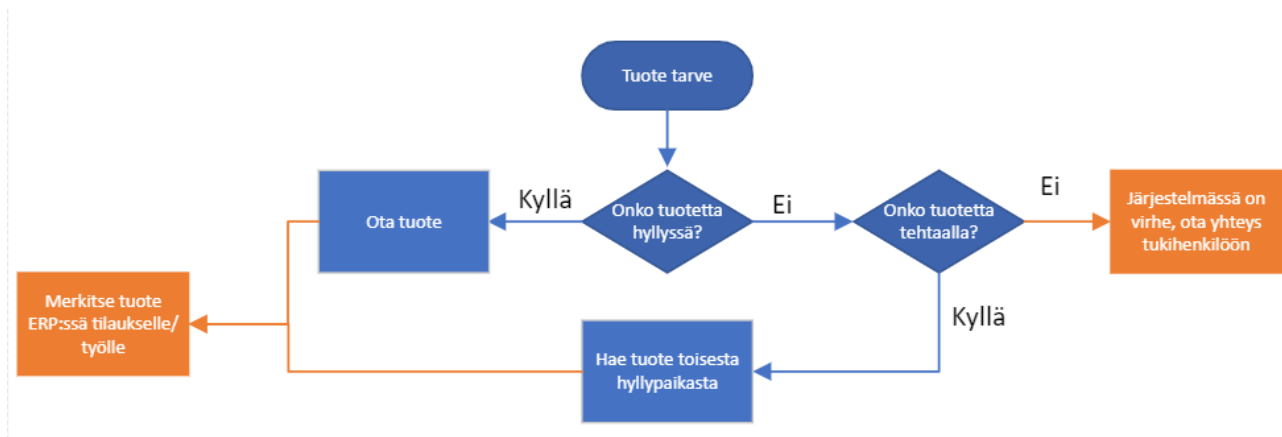 Tuote tarve
Kyllä
Ei
Ei
Ota tuote
Onko tuotetta
hyllyssä?
Onko tuotetta
tehtaalla?
Järjestelmässä on
virhe, ota yhteys
tukihenkilöön
Merkitse tuote
ERP:ssä tilaukselle/
työlle
Kyllä
Hae tuote toisesta
hyllypaikasta